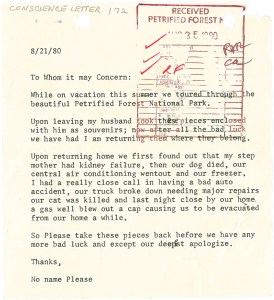 CONSCIENCE LETTER 172
RECEIVED
PETRIFIED FOREST N
1980
8/21/80
To Whom it may Concern:
While on vacation this summer we toured through the
beautiful Petrified Forest National Park.
Upon leaving my husband took these pieces enclosed
with him as souvenirs; now after all the bad luck
we have had I an returning them where they belong.
Upon returning home we first found out that my step
mother had kidney failure, then our dog died, our
central air conditioning wentout and our freezer.
I had a really close call in having a bad auto
accident, our truck broke down needing major repairs
our cat was killed and last night close by our home
a gas well blew out a cap causing us to be evacuated
from our home a while.
So Please take these pieces back before we have any
more bad luck and except our deepst apologize.
Thanks,
No name Please